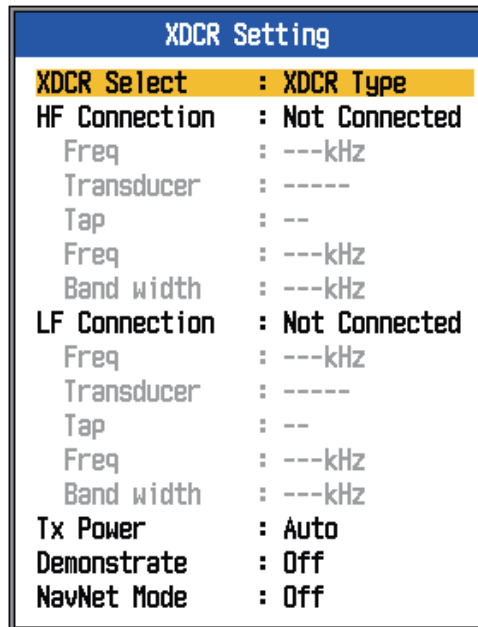 XDCR Setting
XDCR Select : XDCR Type
HF Connection : Not Connected
Freq : ---kHz
Transducer : -----
Tap : --
Freq : ---kHz
Band width : ---kHz
LF Connection : Not Connected
Freq : ---kHz
Transducer : -----
Tap : --
Freq : ---kHz
Band width : ---kHz
Tx Power : Auto
Demonstrate : Off
NavNet Mode : Off